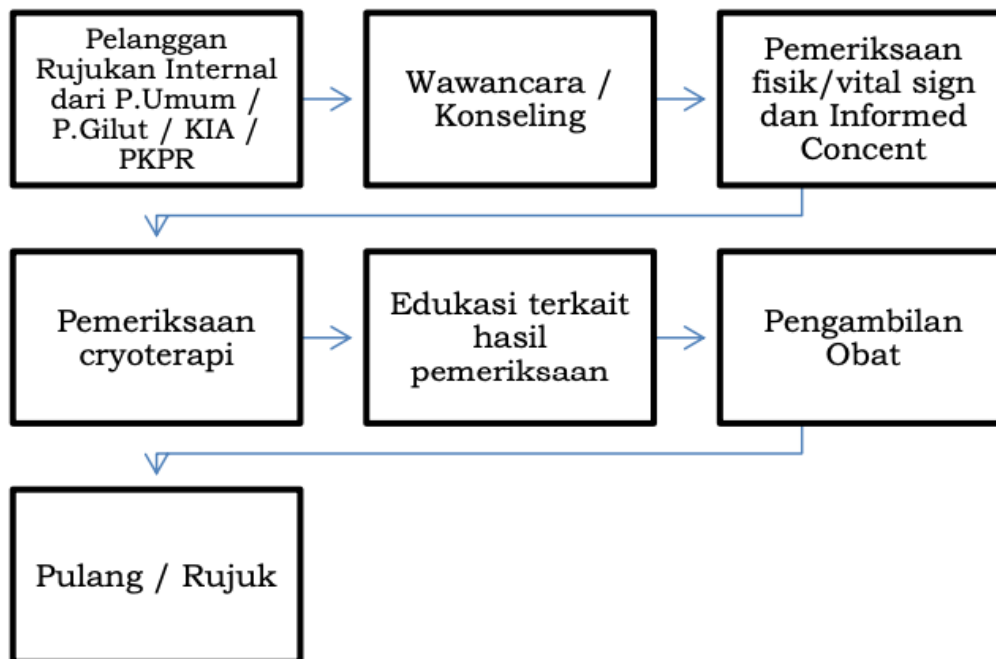 Pelanggan
Rujukan Internal
dari P.Umum /
P.Gilut / KIA /
PKPR
Wawancara /
Konseling
Pemeriksaan
fisik/vital sign
dan Informed
Concent
Pemeriksaan
cryoterapi
Edukasi terkait
hasil
pemeriksaan
Pengambilan
Obat
Pulang / Rujuk